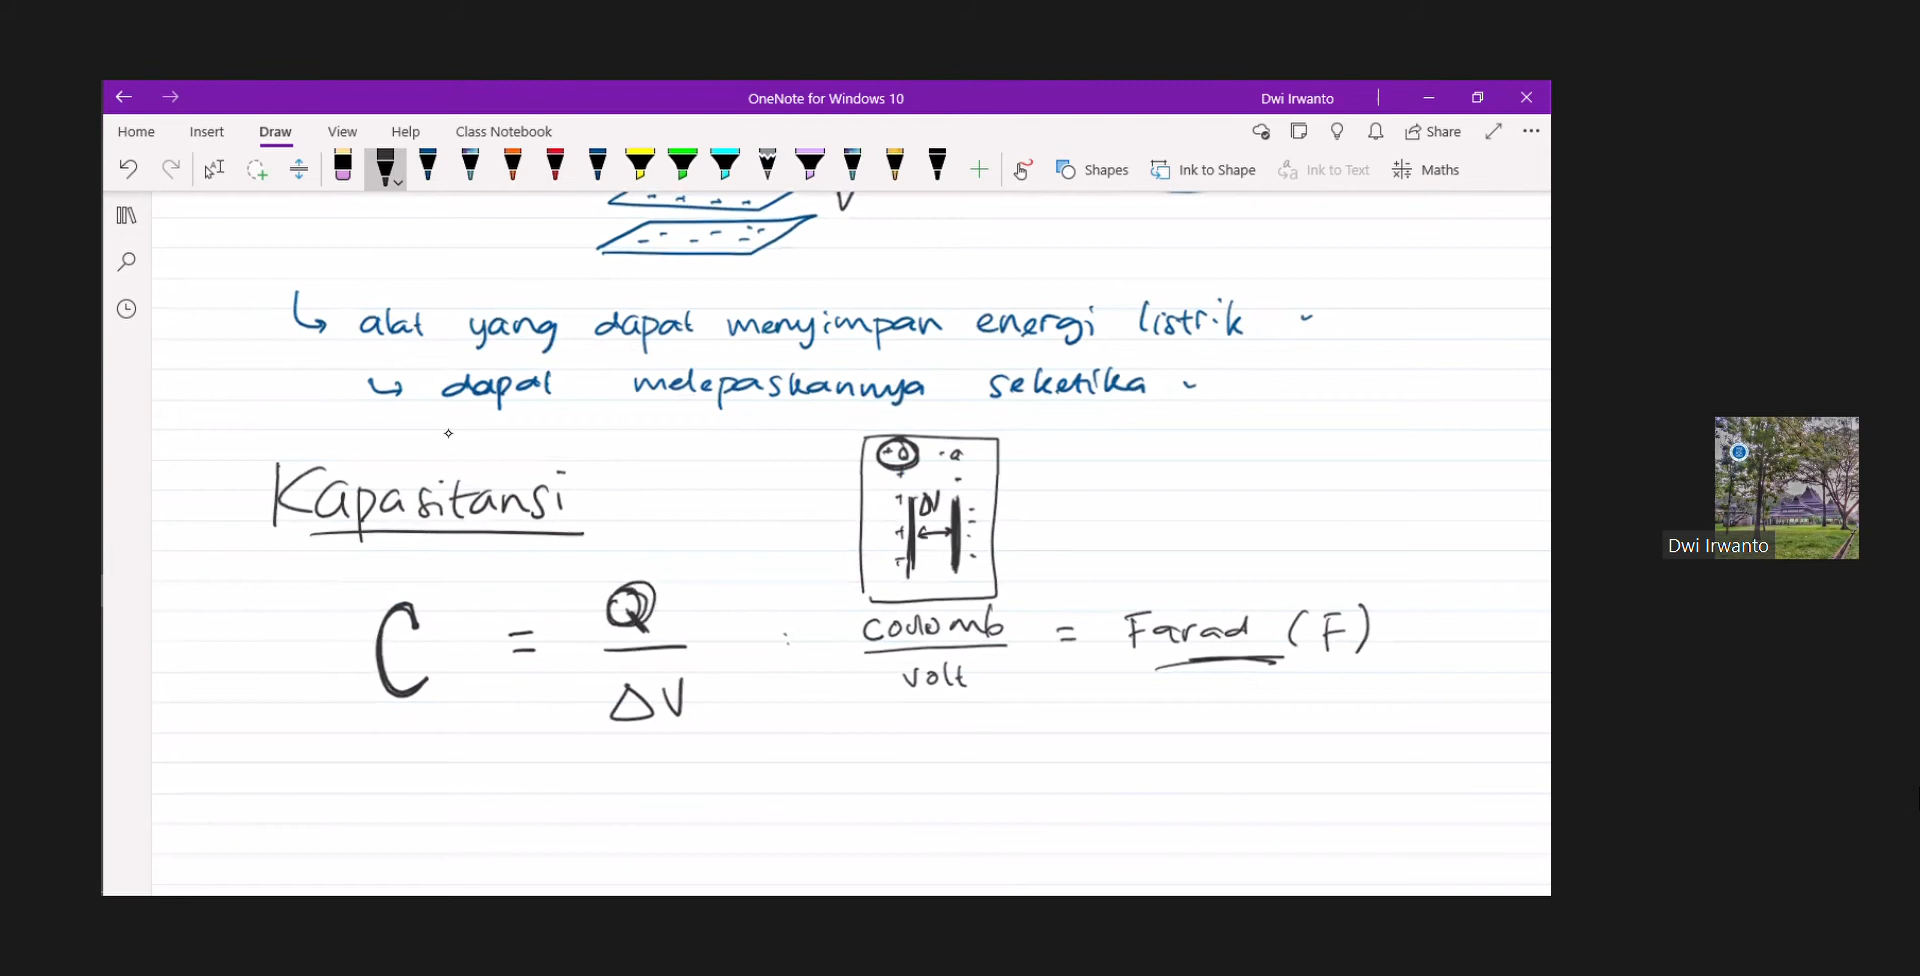 OneNote for Windows 10
Dwi Irwanto
Home Insert Draw View Help Class Notebook
Share
Shapes Ink to Shape Ink to Text Maths
V
↳ alat yang dapat menyimpan energi listrik
↳ dapat melepaskannya seketika
Kapasitansi
+Q -Q
ΔV
C = Q / ΔV : coulomb / volt = Farad (F)
Dwi Irwanto